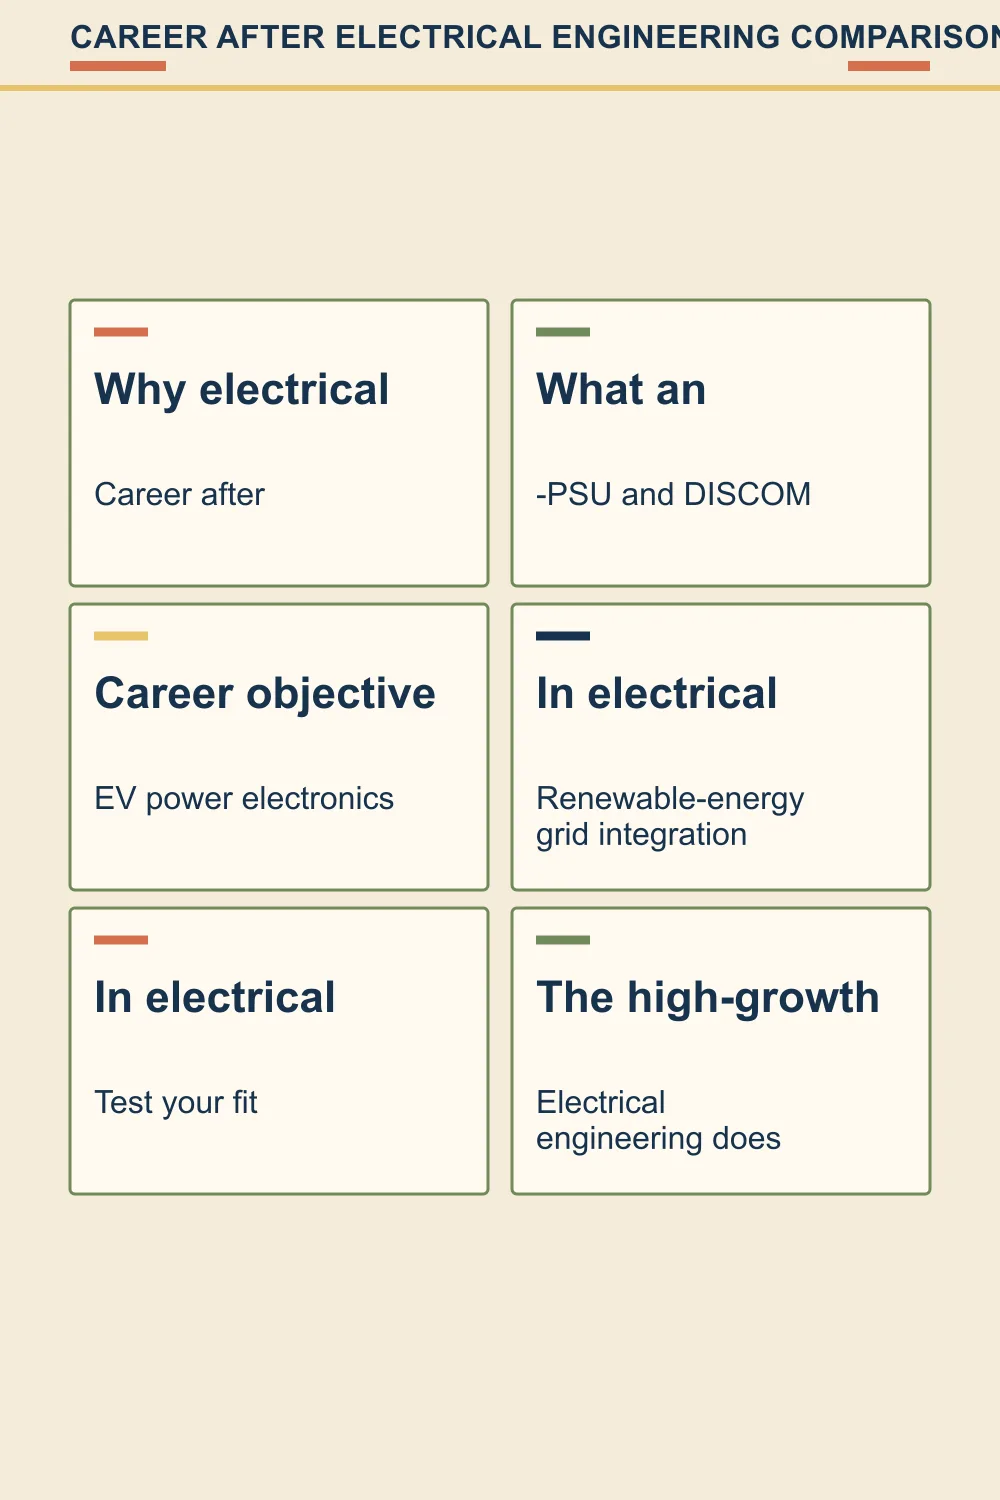 CAREER AFTER ELECTRICAL ENGINEERING COMPARISON
Why electrical
Career after
What an
-PSU and DISCOM
Career objective
EV power electronics
In electrical
Renewable-energy
grid integration
In electrical
Test your fit
The high-growth
Electrical
engineering does